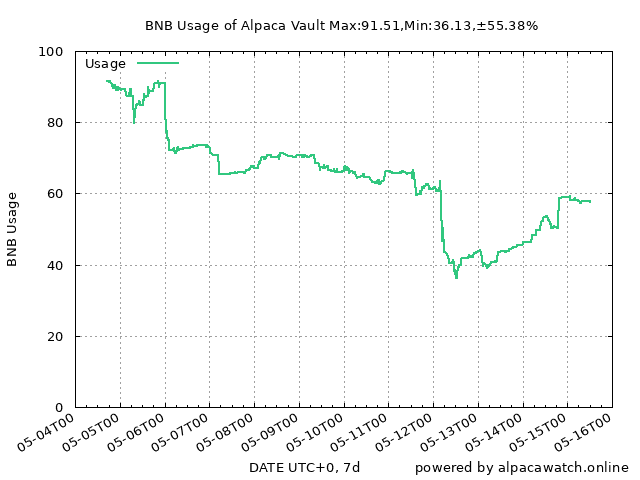 BNB Usage of Alpaca Vault Max:91.51,Min:36.13,±55.38%
Usage
BNB Usage
100
80
60
40
20
0
05-04T00
05-05T00
05-06T00
05-07T00
05-08T00
05-09T00
05-10T00
05-11T00
05-12T00
05-13T00
05-14T00
05-15T00
05-16T00
DATE UTC+0, 7d
powered by alpacawatch.online